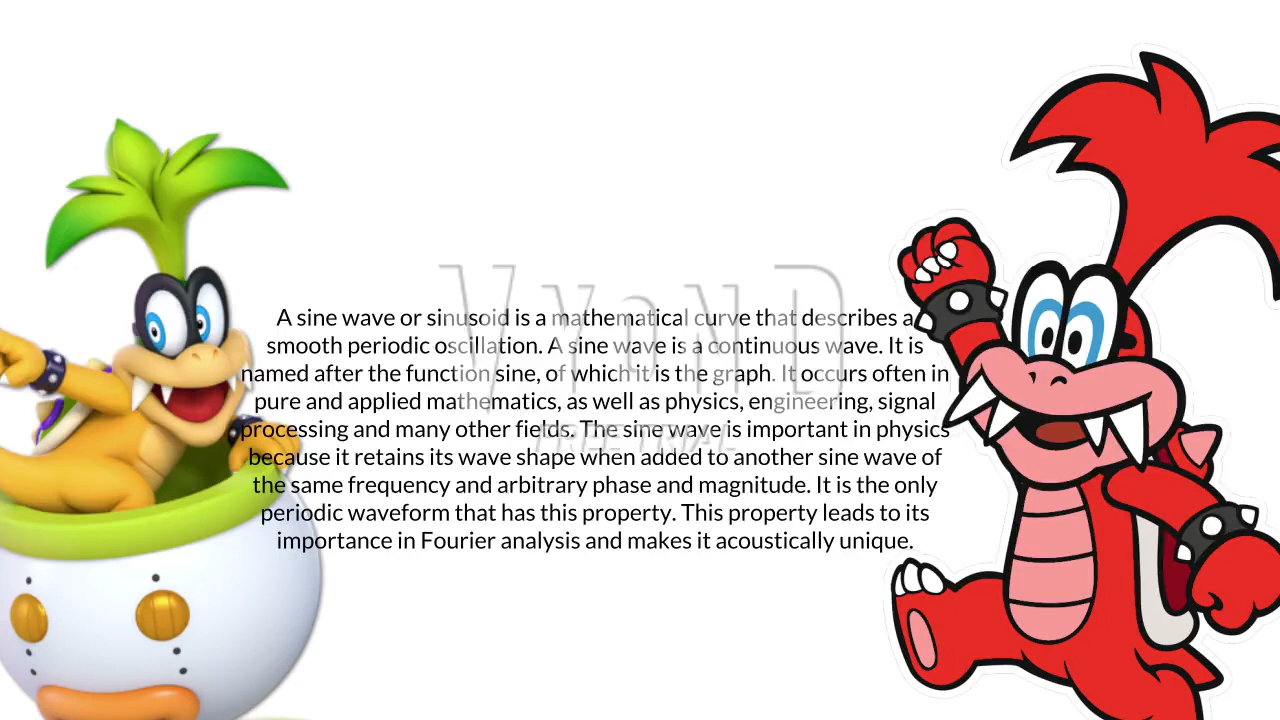 Vyond
FREE TRIAL
A sine wave or sinusoid is a mathematical curve that describes a
smooth periodic oscillation. A sine wave is a continuous wave. It is
named after the function sine, of which it is the graph. It occurs often in
pure and applied mathematics, as well as physics, engineering, signal
processing and many other fields. The sine wave is important in physics
because it retains its wave shape when added to another sine wave of
the same frequency and arbitrary phase and magnitude. It is the only
periodic waveform that has this property. This property leads to its
importance in Fourier analysis and makes it acoustically unique.